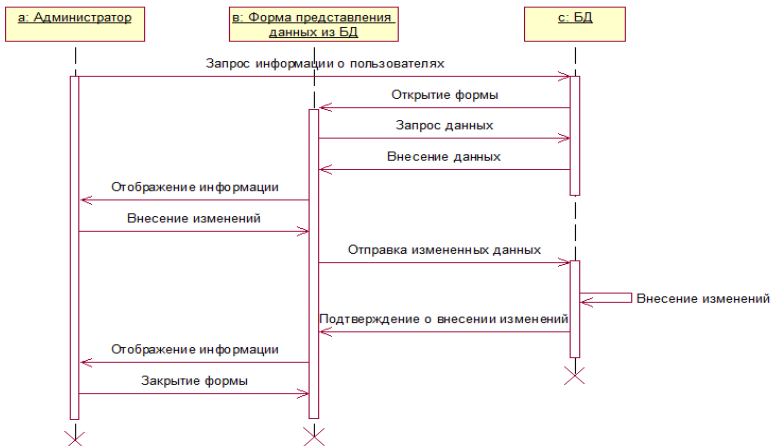 a: Администратор
в: Форма представления
данных из БД
c: БД
Запрос информации о пользователях
Открытие формы
Запрос данных
Внесение данных
Отображение информации
Внесение изменений
Отправка измененных данных
Внесение изменений
Подтверждение о внесении изменений
Отображение информации
Закрытие формы